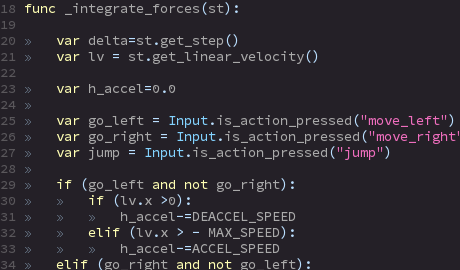 18 func _integrate_forces(st):
19
20 »   var delta=st.get_step()
21 »   var lv = st.get_linear_velocity()
22
23 »   var h_accel=0.0
24 »
25 »   var go_left = Input.is_action_pressed("move_left")
26 »   var go_right = Input.is_action_pressed("move_right"
27 »   var jump = Input.is_action_pressed("jump")
28 »
29 »   if (go_left and not go_right):
30 »   »   if (lv.x >0):
31 »   »   »   h_accel-=DEACCEL_SPEED
32 »   »   elif (lv.x > - MAX_SPEED):
33 »   »   »   h_accel-=ACCEL_SPEED
34 »   elif (go_right and not go_left):